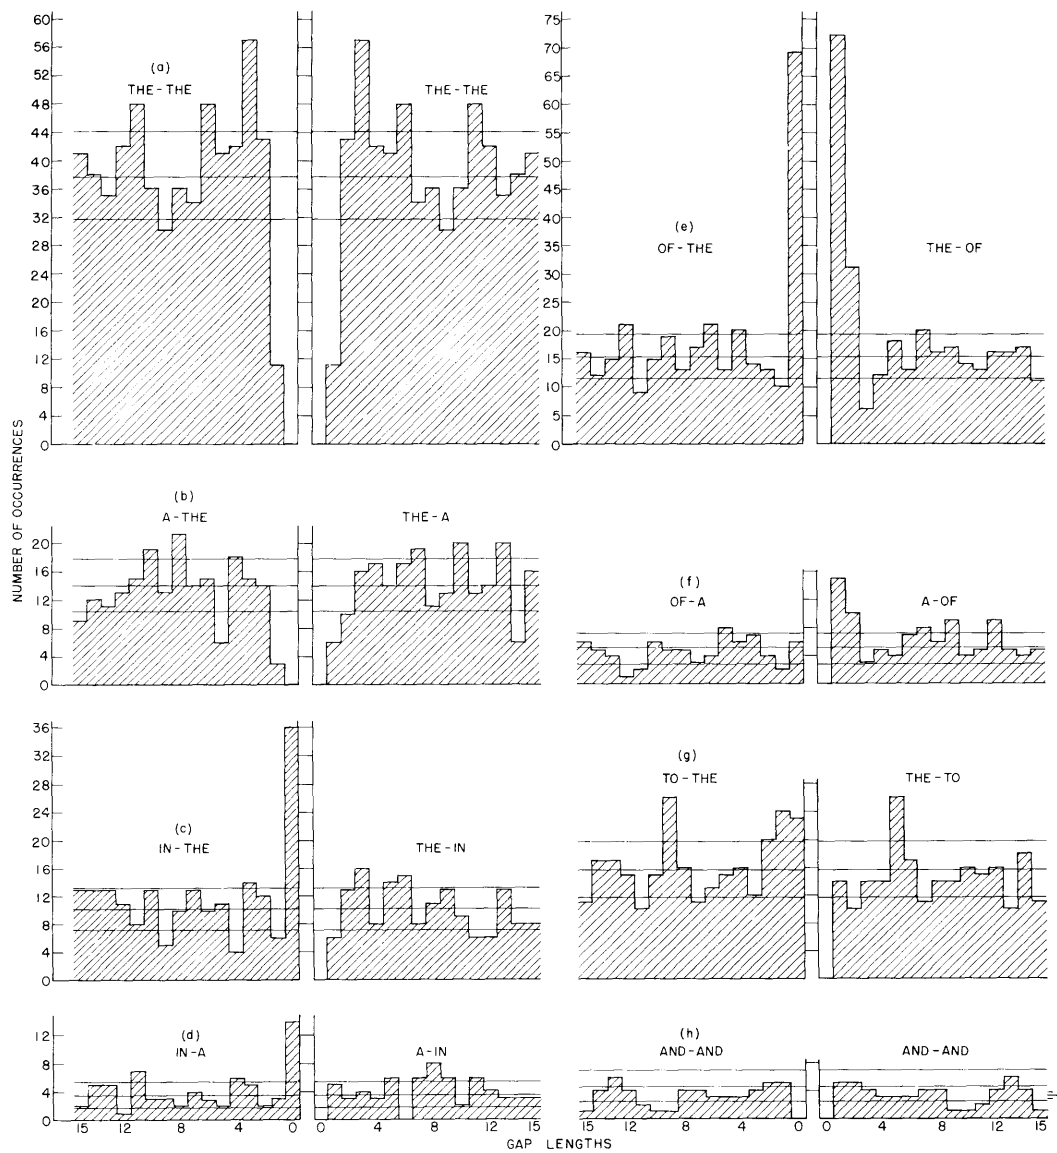 NUMBER OF OCCURRENCES
(a)
THE-THE
THE-THE
60
56
52
48
44
40
36
32
28
24
20
16
12
8
4
0
(e)
OF-THE
THE-OF
75
70
65
60
55
50
45
40
35
30
25
20
15
10
5
0
(b)
A-THE
THE-A
20
16
12
8
4
0
(f)
OF-A
A-OF
(c)
IN-THE
THE-IN
36
32
28
24
20
16
12
8
4
0
(g)
TO-THE
THE-TO
(d)
IN-A
A-IN
12
8
4
0
(h)
AND-AND
AND-AND
15 12 8 4 0 4 8 12 15 15 12 8 4 0 4 8 12 15
GAP LENGTHS